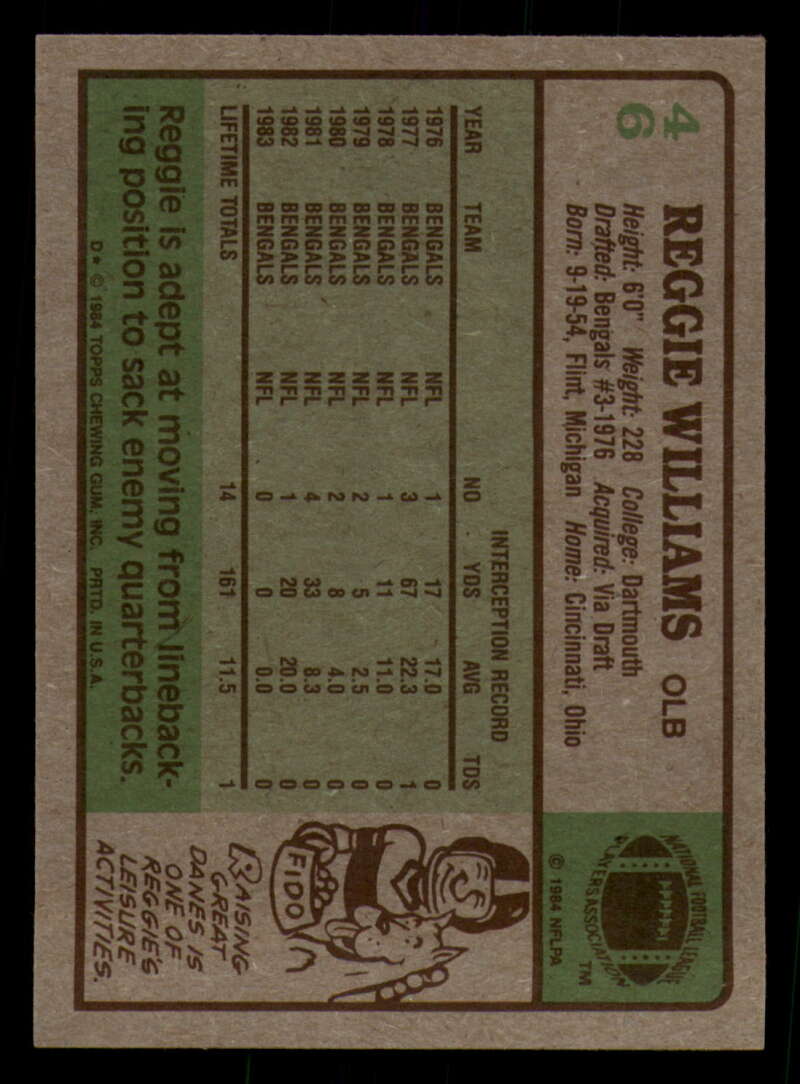 46
REGGIE WILLIAMS OLB
Height: 6'0" Weight: 228 College: Dartmouth
Drafted: Bengals #3-1976 Acquired: Via Draft
Born: 9-19-54, Flint, Michigan Home: Cincinnati, Ohio
NATIONAL FOOTBALL LEAGUE
PLAYERS ASSOCIATION
TM
© 1984 NFLPA
INTERCEPTION RECORD
YEAR TEAM NO YDS AVG TDS
1976 BENGALS NFL 1 17 17.0 0
1977 BENGALS NFL 3 67 22.3 1
1978 BENGALS NFL 1 11 11.0 0
1979 BENGALS NFL 2 5 2.5 0
1980 BENGALS NFL 2 8 4.0 0
1981 BENGALS NFL 4 33 8.3 0
1982 BENGALS NFL 1 20 20.0 0
1983 BENGALS NFL 0 0 0.0 0
LIFETIME TOTALS 14 161 11.5 1
Reggie is adept at moving from lineback-
ing position to sack enemy quarterbacks.
D* © 1984 TOPPS CHEWING GUM, INC. PRTD. IN U.S.A.
FIDO
RAISING
GREAT
DANES IS
ONE OF
REGGIE'S
LEISURE
ACTIVITIES.